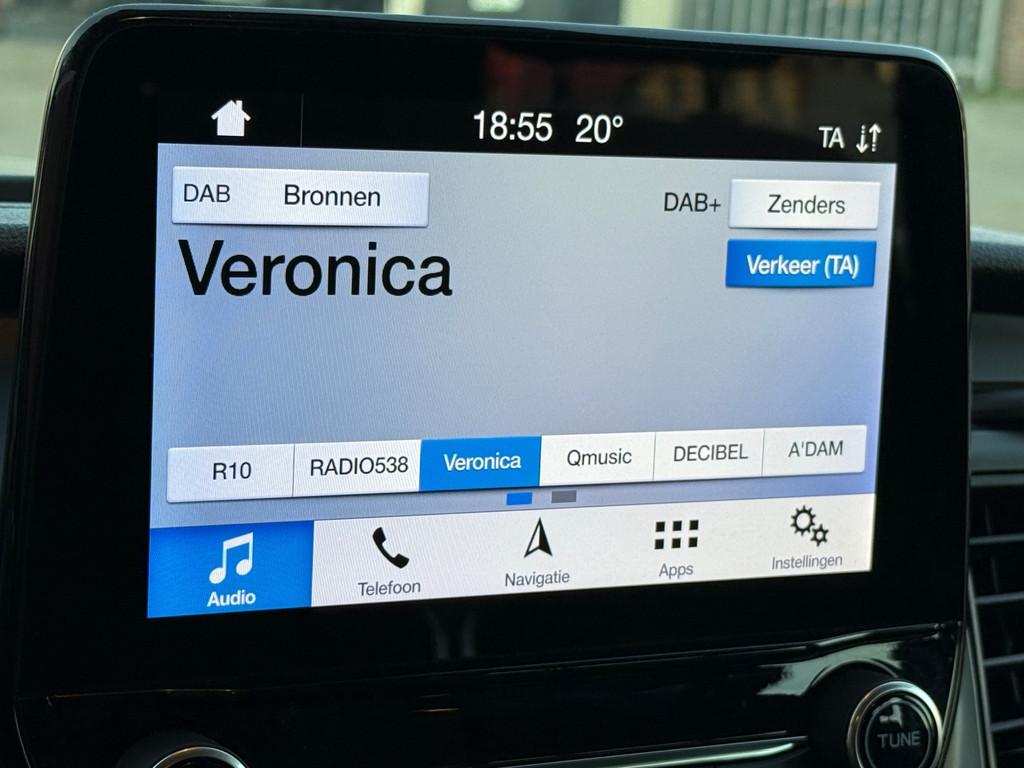 18:55 20° TA
DAB Bronnen DAB+ Zenders
Veronica Verkeer (TA)
R10 RADIO538 Veronica Qmusic DECIBEL A'DAM
Audio Telefoon Navigatie Apps Instellingen
TUNE